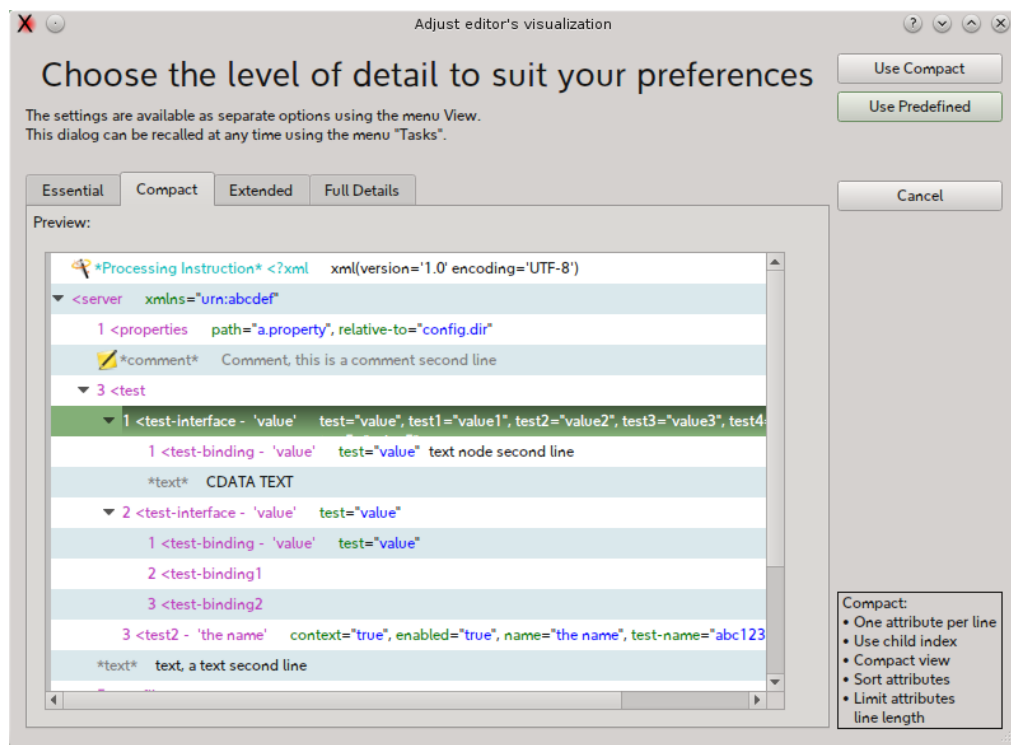 Adjust editor's visualization
Choose the level of detail to suit your preferences
The settings are available as separate options using the menu View.
This dialog can be recalled at any time using the menu "Tasks".
Use Compact
Use Predefined
Cancel
Essential Compact Extended Full Details
Preview:
*Processing Instruction* <?xml xml(version='1.0' encoding='UTF-8')
<server xmlns="urn:abcdef"
1 <properties path="a.property", relative-to="config.dir"
*comment* Comment, this is a comment second line
3 <test
1 <test-interface - 'value' test="value", test1="value1", test2="value2", test3="value3", test4=
1 <test-binding - 'value' test="value" text node second line
*text* CDATA TEXT
2 <test-interface - 'value' test="value"
1 <test-binding - 'value' test="value"
2 <test-binding1
3 <test-binding2
3 <test2 - 'the name' context="true", enabled="true", name="the name", test-name="abc123
*text* text, a text second line
Compact:
• One attribute per line
• Use child index
• Compact view
• Sort attributes
• Limit attributes
line length